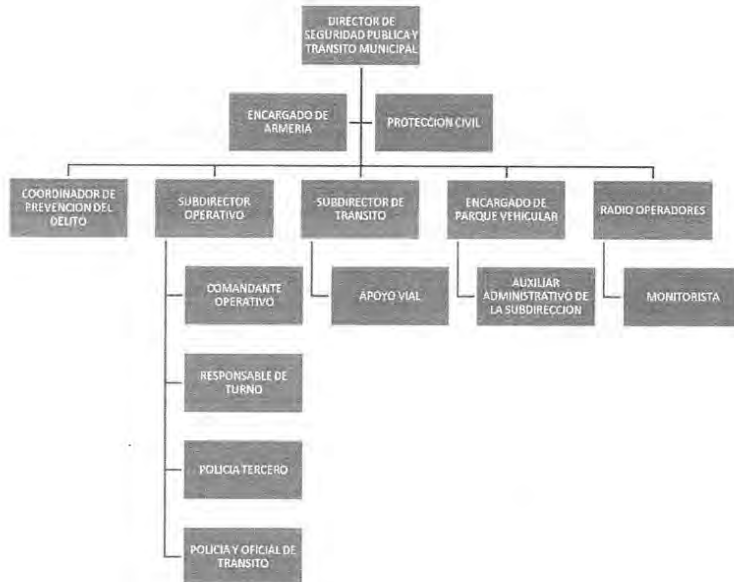 DIRECTOR DE
SEGURIDAD PUBLICA Y
TRANSITO MUNICIPAL
ENCARGADO DE
ARMERIA
PROTECCION CIVIL
COORDINADOR DE
PREVENCION DEL
DELITO
SUBDIRECTOR
OPERATIVO
SUBDIRECTOR DE
TRANSITO
ENCARGADO DE
PARQUE VEHICULAR
RADIO OPERADORES
COMANDANTE
OPERATIVO
APOYO VIAL
AUXILIAR
ADMINISTRATIVO DE
LA SUBDIRECCION
MONITORISTA
RESPONSABLE DE
TURNO
POLICIA TERCERO
POLICIA Y OFICIAL DE
TRANSITO